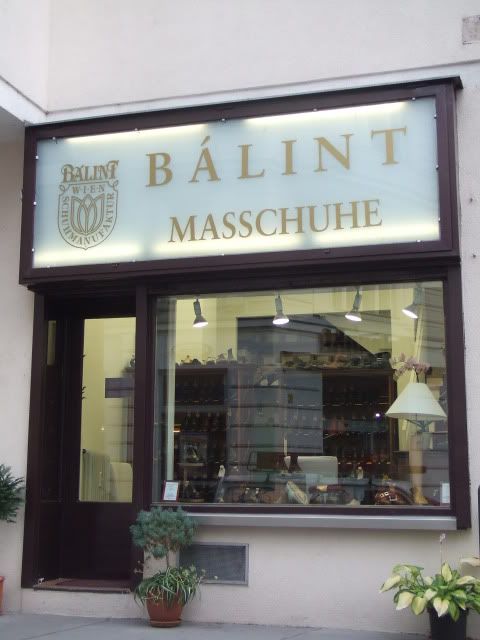 BÁLINT
MASSCHUHE
BÁLINT
WIEN
SCHUHMANUFAKTUR